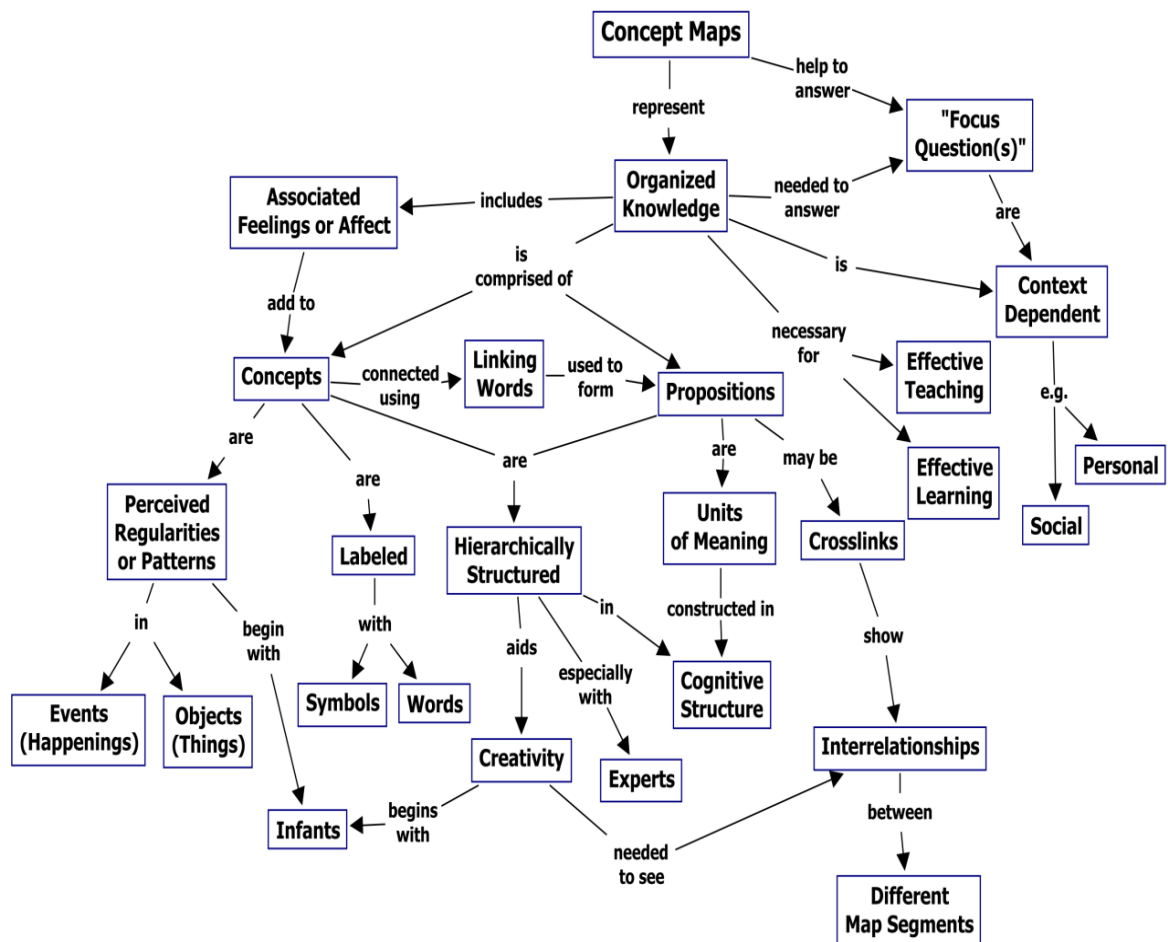 Concept Maps
help to
answer
represent
"Focus
Question(s)"
Organized
Knowledge
Associated
Feelings or Affect
includes
needed to
answer
are
is
comprised of
is
Context
Dependent
add to
necessary
for
Linking
Words
Effective
Teaching
Concepts
connected
using
used to
form
Propositions
e.g.
are
are
are
are
may be
Personal
Effective
Learning
Perceived
Regularities
or Patterns
Units
of Meaning
Social
Labeled
Hierarchically
Structured
Crosslinks
in
begin
with
with
aids
in
constructed in
show
especially
with
Events
(Happenings)
Objects
(Things)
Symbols
Words
Cognitive
Structure
Creativity
Experts
Interrelationships
Infants
begins
with
between
needed
to see
Different
Map Segments